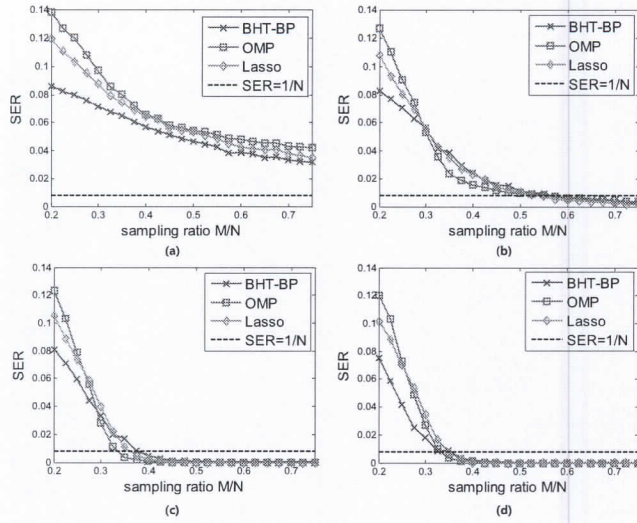 0.14
0.12
0.1
0.08
0.06
0.04
0.02
0
SER
BHT-BP
OMP
Lasso
SER=1/N
0.2 0.3 0.4 0.5 0.6 0.7
sampling ratio M/N
(a)
0.14
0.12
0.1
0.08
0.06
0.04
0.02
0
SER
BHT-BP
OMP
Lasso
SER=1/N
0.2 0.3 0.4 0.5 0.6 0.7
sampling ratio M/N
(b)
0.14
0.12
0.1
0.08
0.06
0.04
0.02
0
SER
BHT-BP
OMP
Lasso
SER=1/N
0.2 0.3 0.4 0.5 0.6 0.7
sampling ratio M/N
(c)
0.14
0.12
0.1
0.08
0.06
0.04
0.02
0
SER
BHT-BP
OMP
Lasso
SER=1/N
0.2 0.3 0.4 0.5 0.6 0.7
sampling ratio M/N
(d)